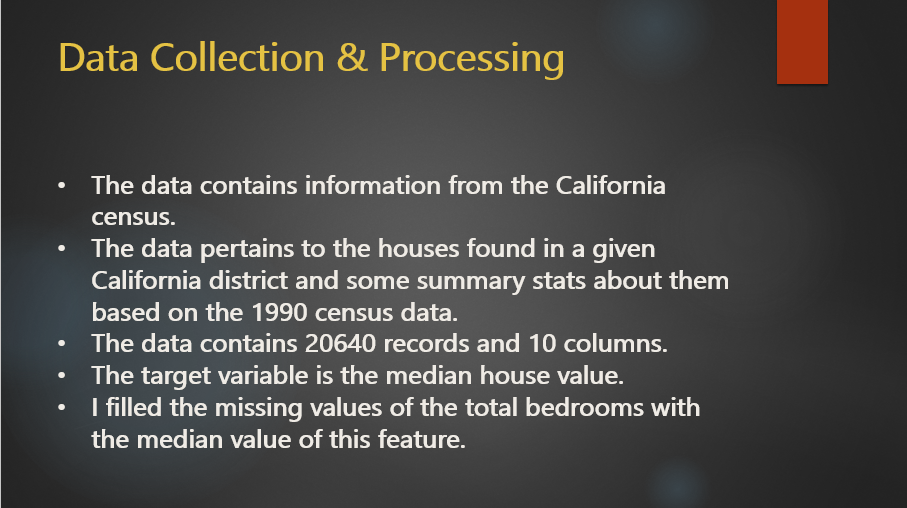 Data Collection & Processing
• The data contains information from the California
census.
• The data pertains to the houses found in a given
California district and some summary stats about them
based on the 1990 census data.
• The data contains 20640 records and 10 columns.
• The target variable is the median house value.
• I filled the missing values of the total bedrooms with
the median value of this feature.